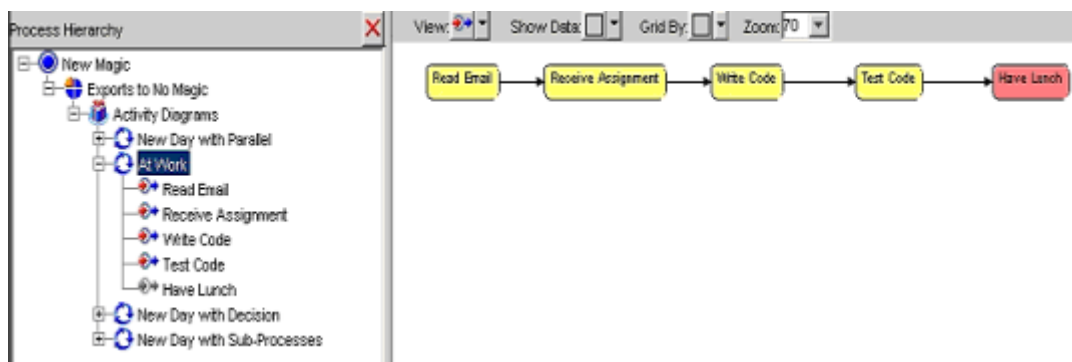 Process Hierarchy
New Magic
Exports to No Magic
Activity Diagrams
New Day with Parallel
At Work
Read Email
Receive Assignment
Write Code
Test Code
Have Lunch
New Day with Decision
New Day with Sub-Processes
View: Show Data: Grid By: Zoom: 70
Read Email Receive Assignment Write Code Test Code Have Lunch